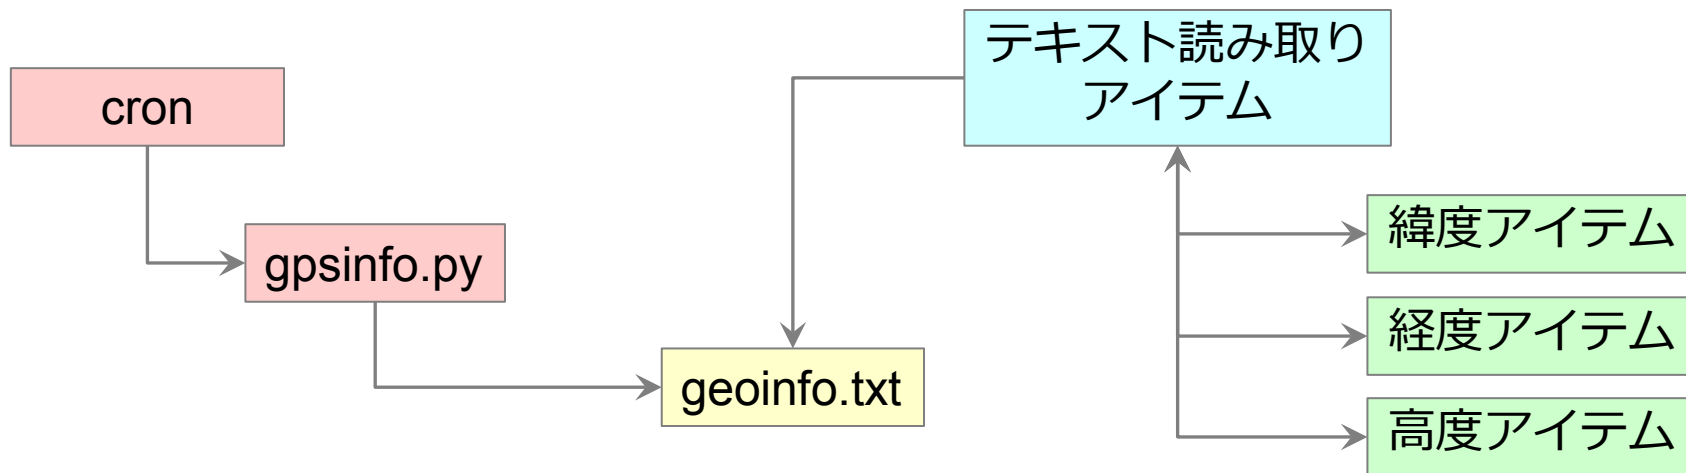 cron
gpsinfo.py
geoinfo.txt
テキスト読み取り
アイテム
緯度アイテム
経度アイテム
高度アイテム